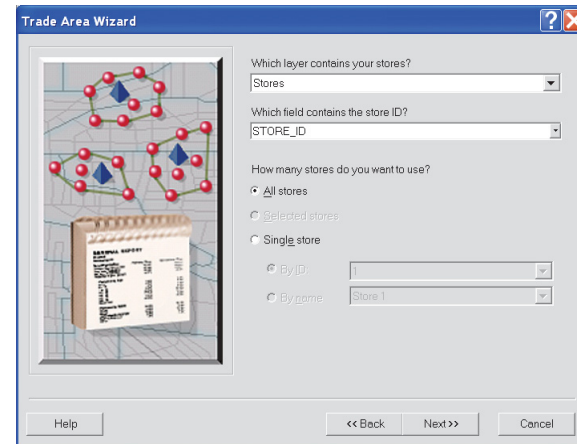 Trade Area Wizard
?
Which layer contains your stores?
Stores
Which field contains the store ID?
STORE_ID
How many stores do you want to use?
All stores
Selected stores
Single store
By ID
1
By name
Store 1
GENERAL REPORT
Help
<< Back
Next >>
Cancel